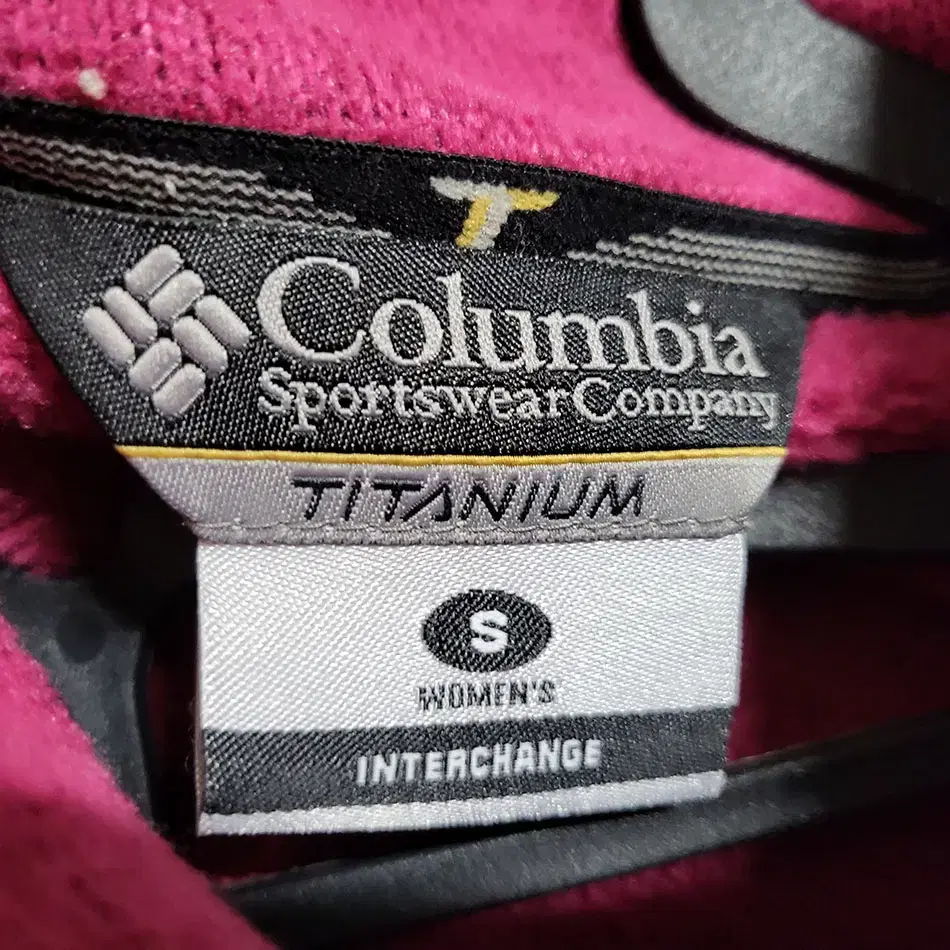 T
Columbia
Sportswear Company
TITANIUM
S
WOMEN'S
INTERCHANGE